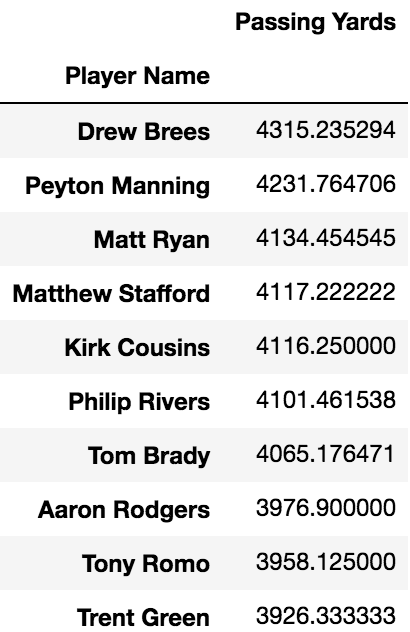 Passing Yards
Player Name
Drew Brees 4315.235294
Peyton Manning 4231.764706
Matt Ryan 4134.454545
Matthew Stafford 4117.222222
Kirk Cousins 4116.250000
Philip Rivers 4101.461538
Tom Brady 4065.176471
Aaron Rodgers 3976.900000
Tony Romo 3958.125000
Trent Green 3926.333333